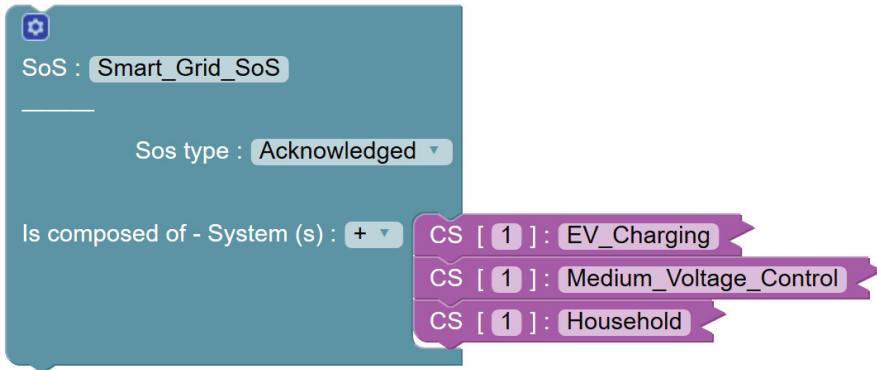 SoS : Smart_Grid_SoS
Sos type : Acknowledged
Is composed of - System (s) : +
CS [ 1 ] : EV_Charging
CS [ 1 ] : Medium_Voltage_Control
CS [ 1 ] : Household